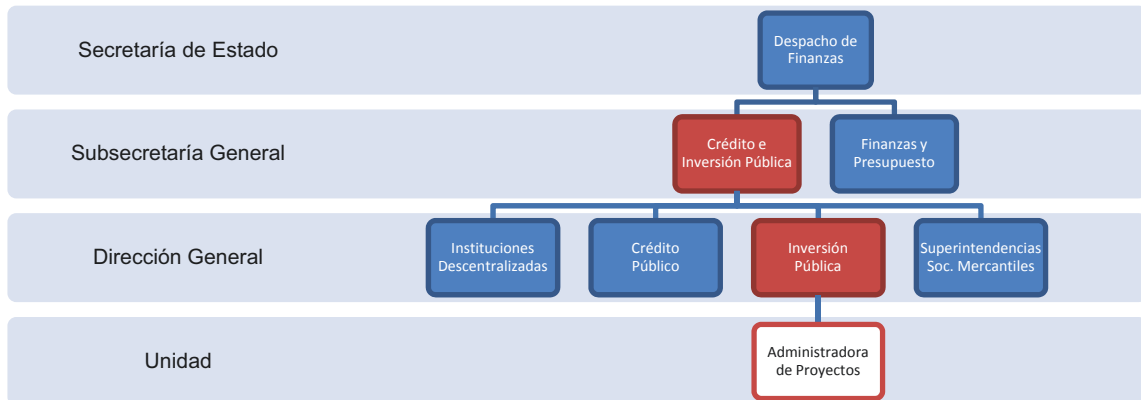 Secretaría de Estado
Despacho de
Finanzas
Subsecretaría General
Crédito e
Inversión Pública
Finanzas y
Presupuesto
Dirección General
Instituciones
Descentralizadas
Crédito
Público
Inversión
Pública
Superintendencias
Soc. Mercantiles
Unidad
Administradora
de Proyectos